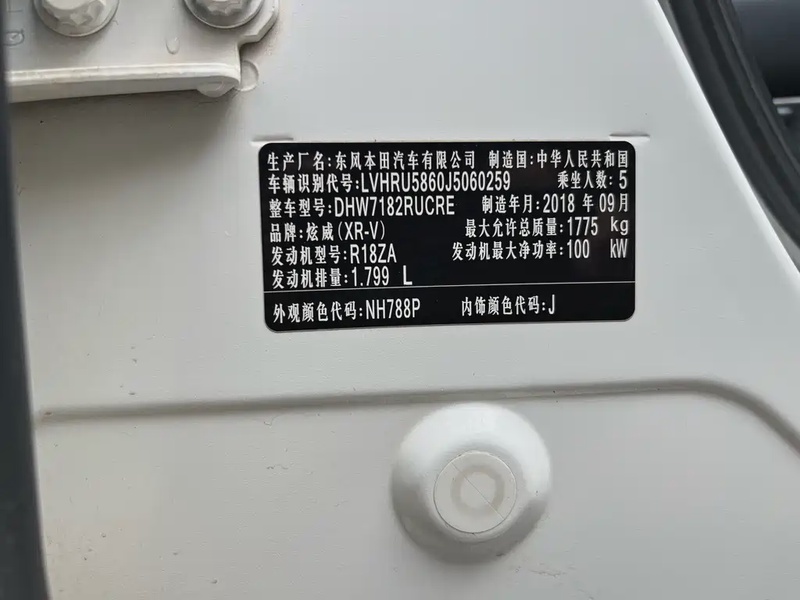 生产厂名:东风本田汽车有限公司 制造国:中华人民共和国
车辆识别代号:LVHRU5860J5060259 乘坐人数:5
整车型号:DHW7182RUCRE 制造年月:2018 年 09月
品牌:炫威(XR-V) 最大允许总质量:1775 kg
发动机型号:R18ZA 发动机最大净功率:100 kW
发动机排量:1.799 L
外观颜色代码:NH788P 内饰颜色代码:J